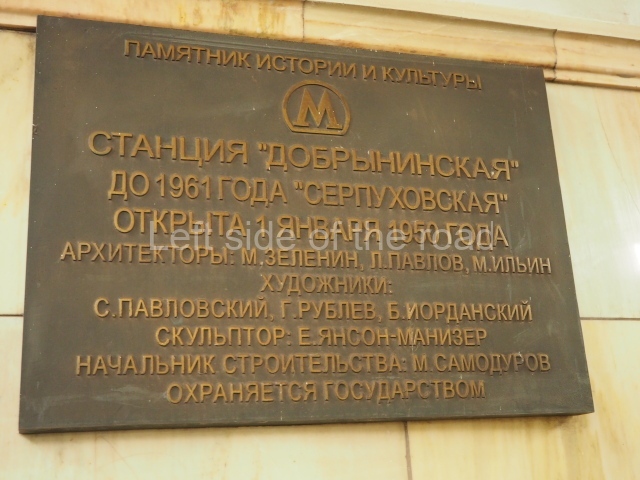 ПАМЯТНИК ИСТОРИИ И КУЛЬТУРЫ
М
СТАНЦИЯ "ДОБРЫНИНСКАЯ"
ДО 1961 ГОДА "СЕРПУХОВСКАЯ"
ОТКРЫТА 1 ЯНВАРЯ 1950 ГОДА
Left side of the road
АРХИТЕКТОРЫ: М.ЗЕЛЕНИН, Л.ПАВЛОВ, М.ИЛЬИН
ХУДОЖНИКИ:
С.ПАВЛОВСКИЙ, Г.РУБЛЕВ, Б.ИОРДАНСКИЙ
СКУЛЬПТОР: Е.ЯНСОН-МАНИЗЕР
НАЧАЛЬНИК СТРОИТЕЛЬСТВА: М.САМОДУРОВ
ОХРАНЯЕТСЯ ГОСУДАРСТВОМ